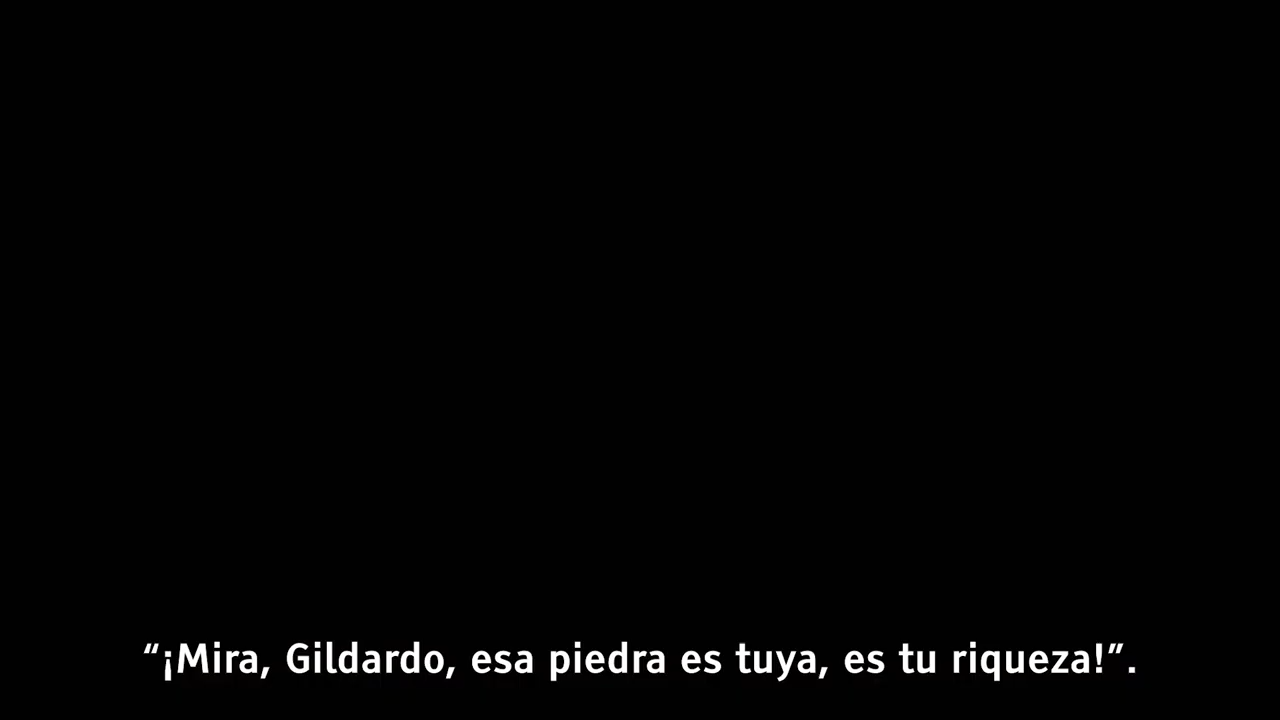 “¡Mira, Gildardo, esa piedra es tuya, es tu riqueza!”.